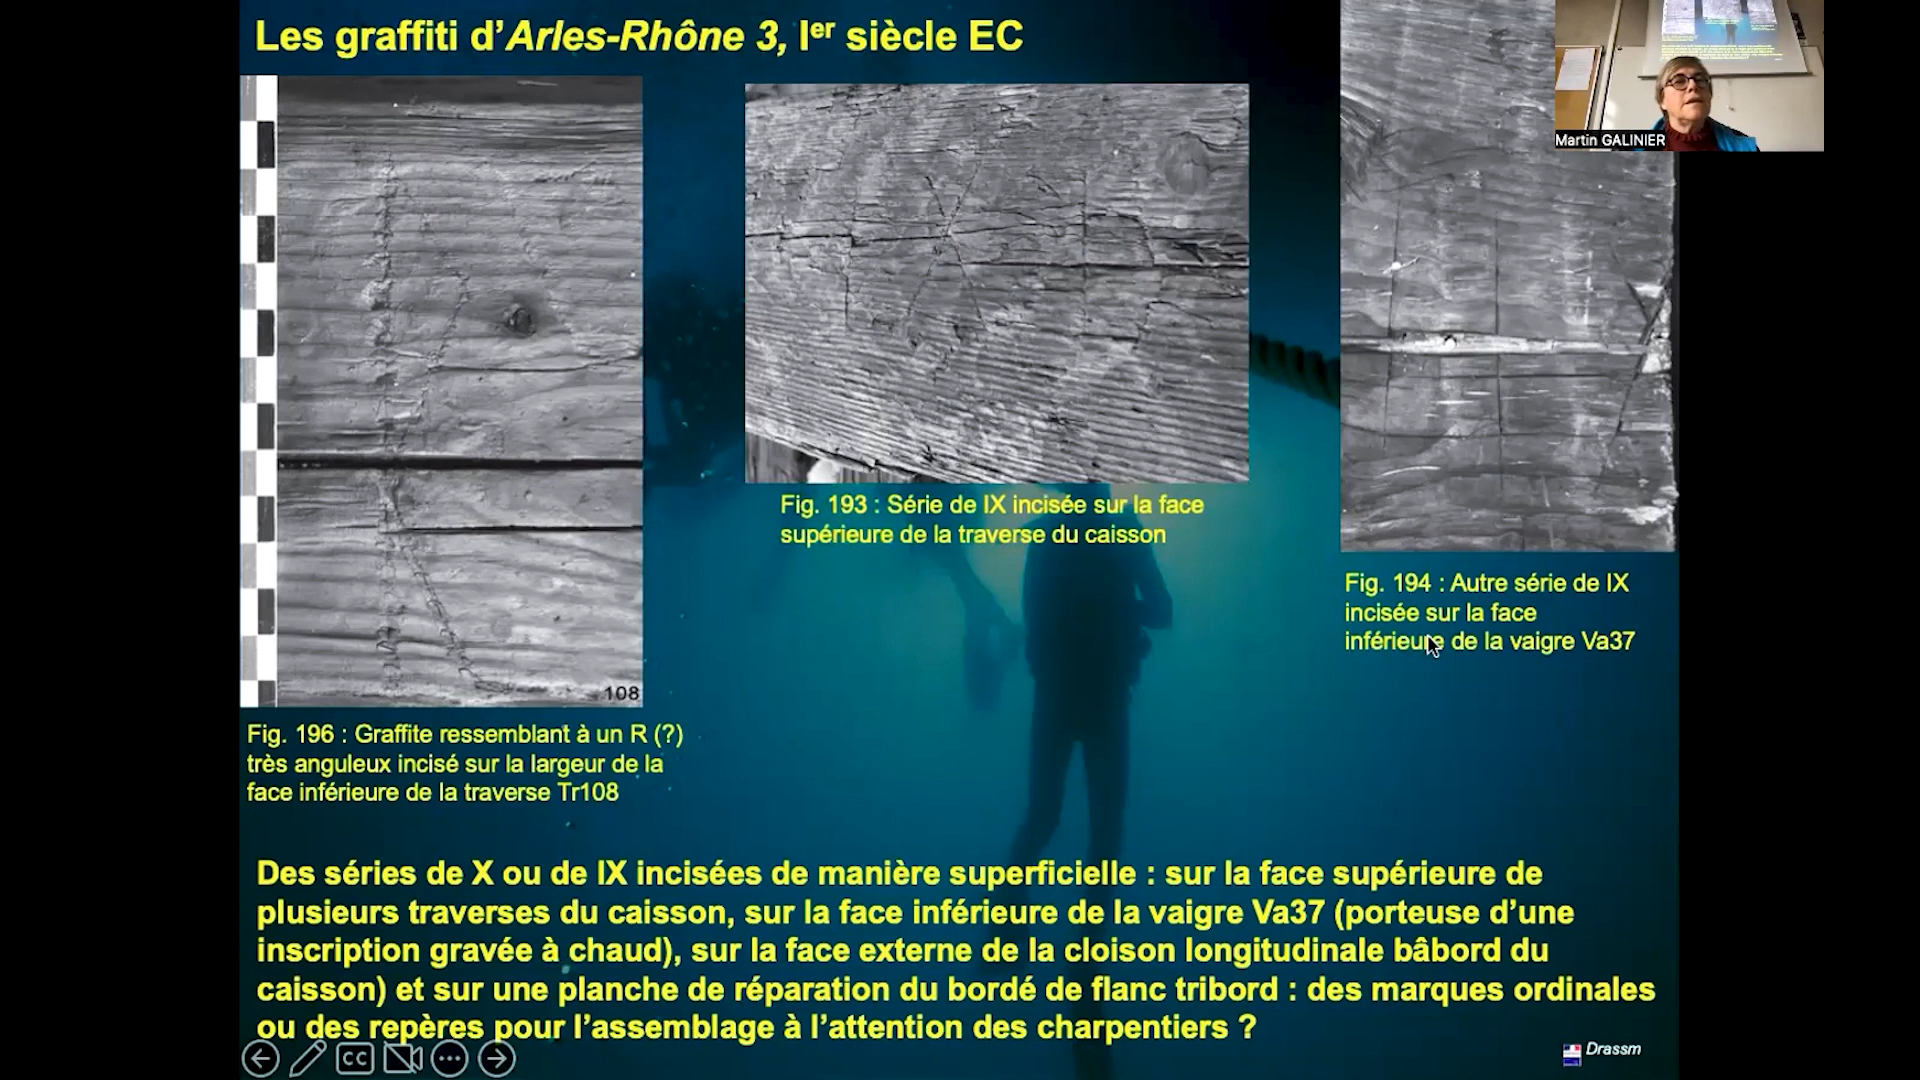 Les graffiti d’Arles-Rhône 3, Ier siècle EC
Martin GALINIER
108
Fig. 193 : Série de IX incisée sur la face
supérieure de la traverse du caisson
Fig. 194 : Autre série de IX
incisée sur la face
inférieure de la vaigre Va37
Fig. 196 : Graffite ressemblant à un R (?)
très anguleux incisé sur la largeur de la
face inférieure de la traverse Tr108
Des séries de X ou de IX incisées de manière superficielle : sur la face supérieure de
plusieurs traverses du caisson, sur la face inférieure de la vaigre Va37 (porteuse d’une
inscription gravée à chaud), sur la face externe de la cloison longitudinale bâbord du
caisson) et sur une planche de réparation du bordé de flanc tribord : des marques ordinales
ou des repères pour l’assemblage à l’attention des charpentiers ?
CC
Drassm